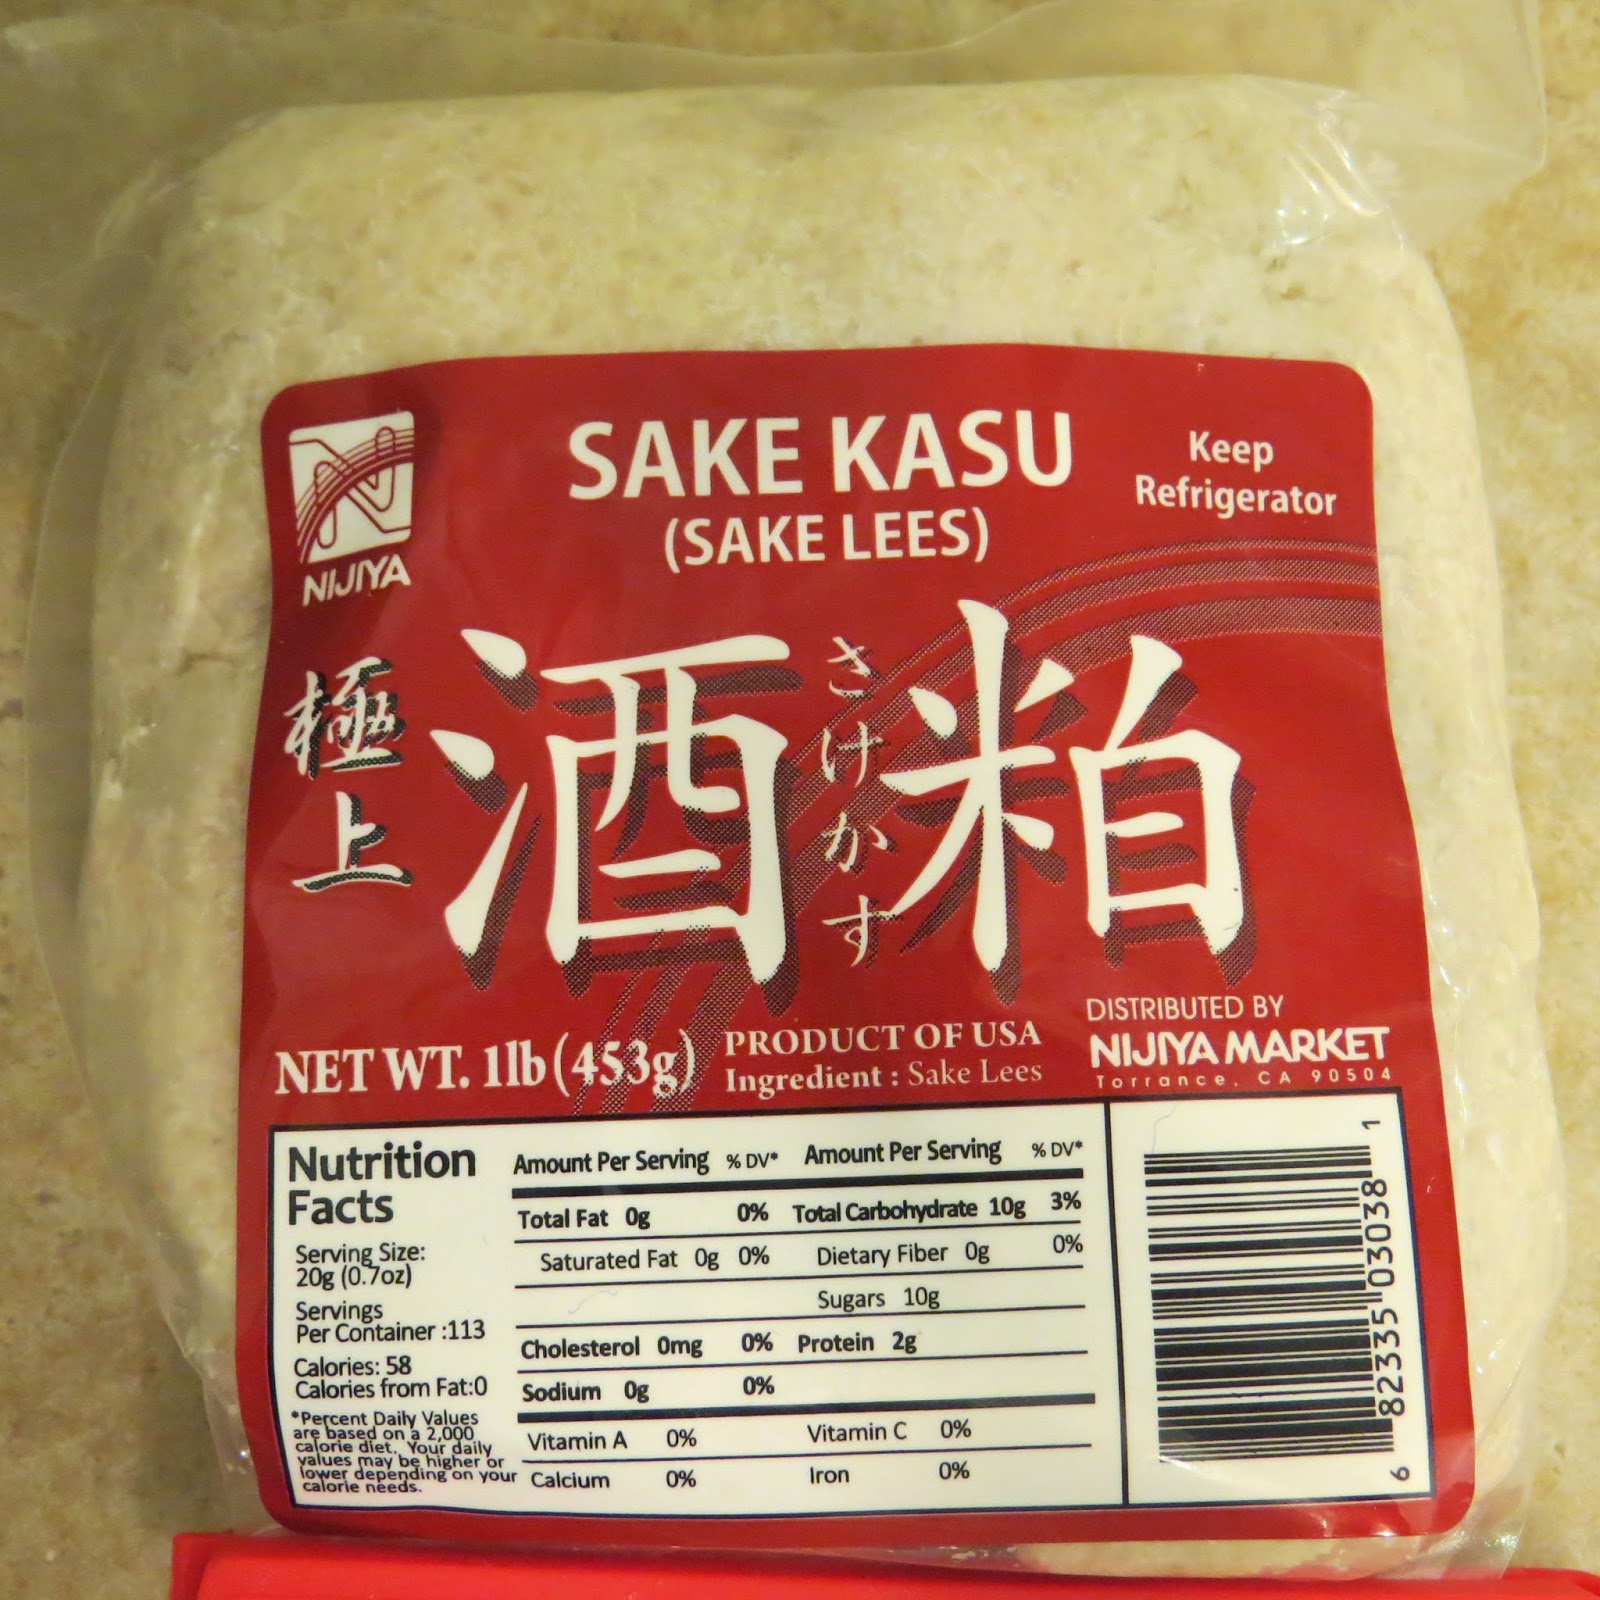 NIJIYA
SAKE KASU
(SAKE LEES)
Keep
Refrigerator
極上
酒粕
さけかす
NET WT. 1lb (453g)
PRODUCT OF USA
Ingredient : Sake Lees
DISTRIBUTED BY
NIJIYA MARKET
Torrance, CA 90504
Nutrition
Facts
Serving Size:
20g (0.7oz)
Servings
Per Container :113
Calories: 58
Calories from Fat:0
*Percent Daily Values
are based on a 2,000
calorie diet. Your daily
values may be higher or
lower depending on your
calorie needs.
Amount Per Serving % DV*
Total Fat 0g 0%
Saturated Fat 0g 0%
Cholesterol 0mg 0%
Sodium 0g 0%
Amount Per Serving % DV*
Total Carbohydrate 10g 3%
Dietary Fiber 0g 0%
Sugars 10g
Protein 2g
Vitamin A 0% Vitamin C 0%
Calcium 0% Iron 0%
6 82335 03038 1